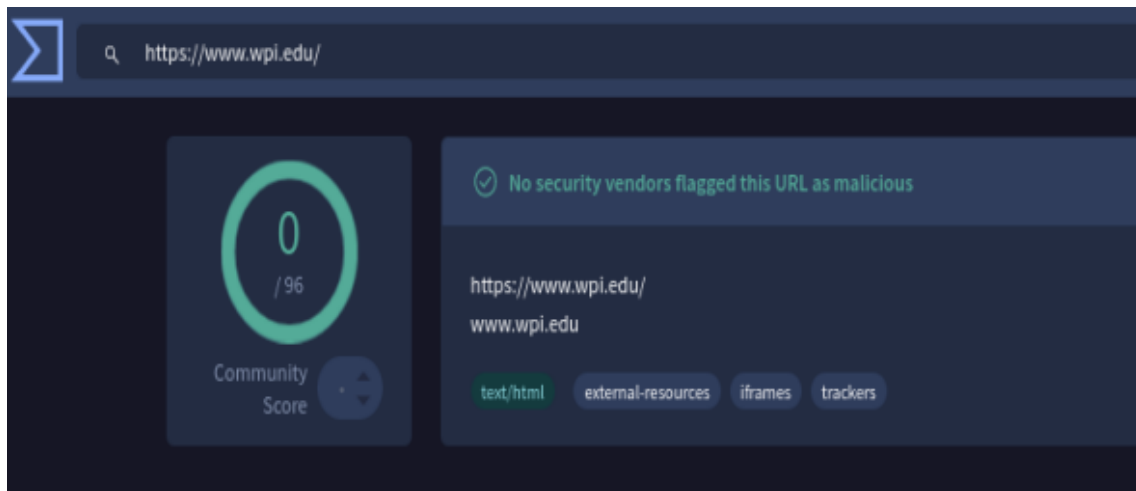 https://www.wpi.edu/
0
/ 96
Community
Score
No security vendors flagged this URL as malicious
https://www.wpi.edu/
www.wpi.edu
text/html external-resources iframes trackers